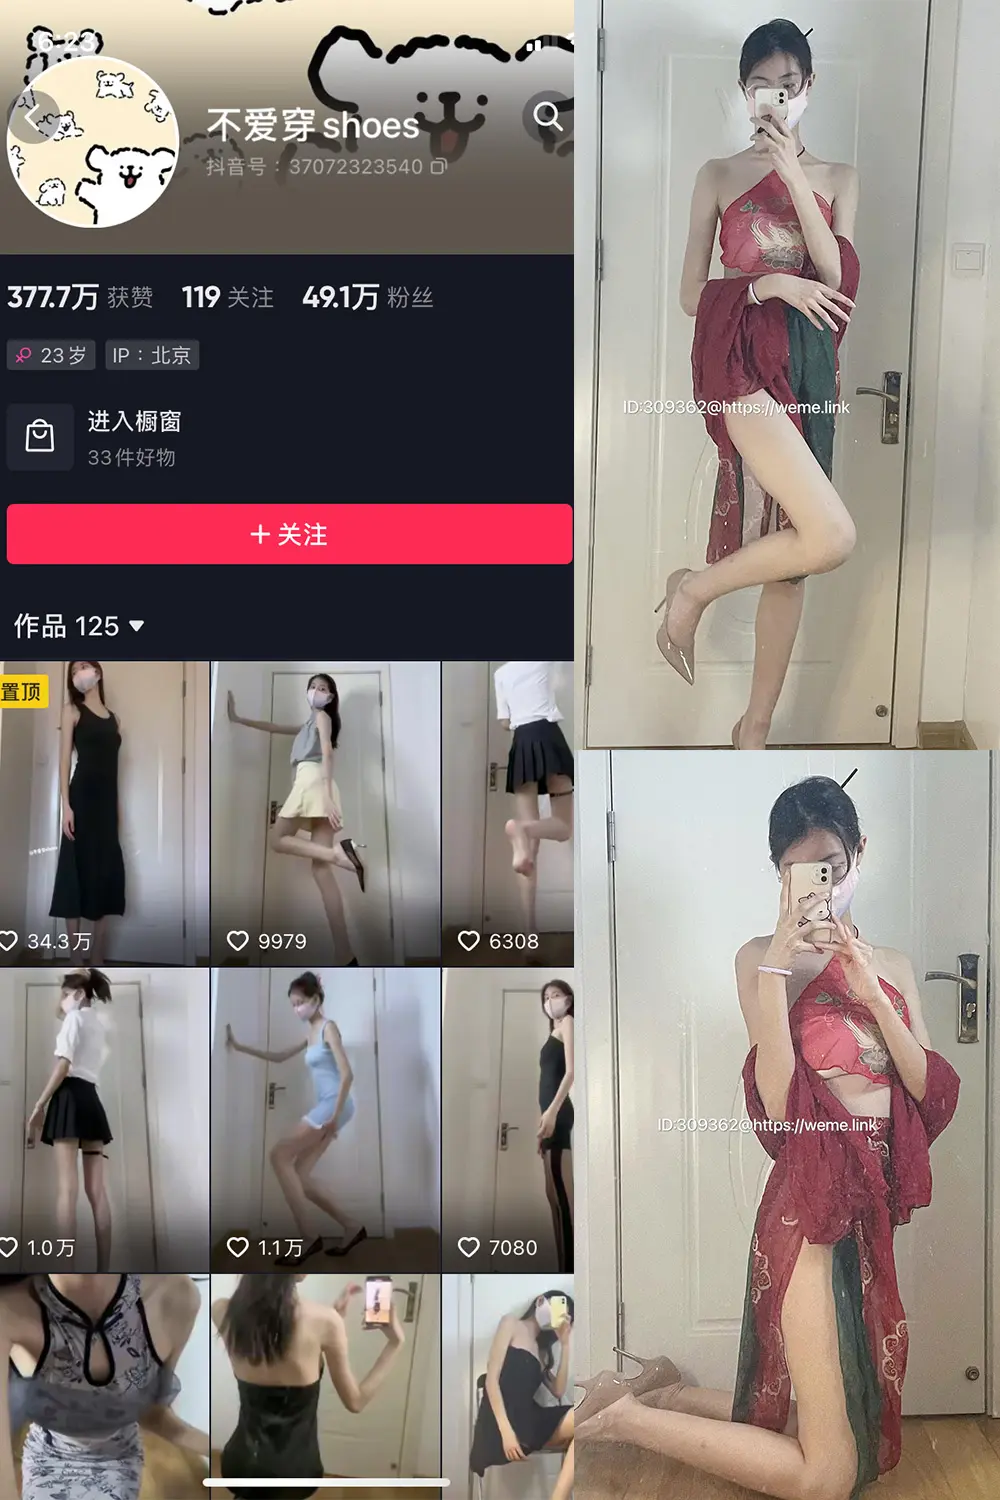 6:23
不爱穿shoes
抖音号：37072323540
377.7万 获赞 119 关注 49.1万 粉丝
23岁 IP：北京
进入橱窗
33件好物
+ 关注
作品 125
置顶
34.3万
9979
6308
1.0万
1.1万
7080
ID:309362@https://weme.link
ID:309362@https://weme.link